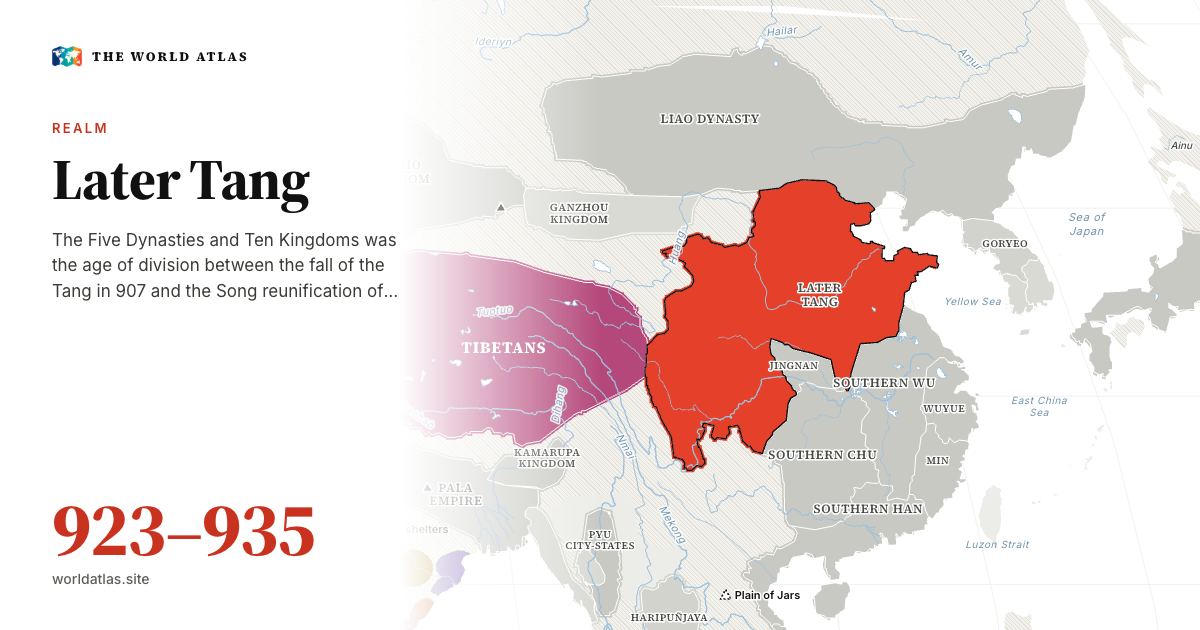 THE WORLD ATLAS
REALM
Later Tang
The Five Dynasties and Ten Kingdoms was
the age of division between the fall of the
Tang in 907 and the Song reunification of...
923–935
worldatlas.site
Ideriyn
Hailar
Amur
LIAO DYNASTY
Ainu
GANZHOU
KINGDOM
Huang
Sea of
Japan
GORYEO
LATER
TANG
Yellow Sea
Tuotuo
TIBETANS
JINGNAN
SOUTHERN WU
Dihang
WUYUE
East China
Sea
Nmai
KAMARUPA
KINGDOM
SOUTHERN CHU
MIN
PALA
EMPIRE
SOUTHERN HAN
Mekong
shelters
PYU
CITY-STATES
Luzon Strait
Plain of Jars
HARIPUÑJAYA